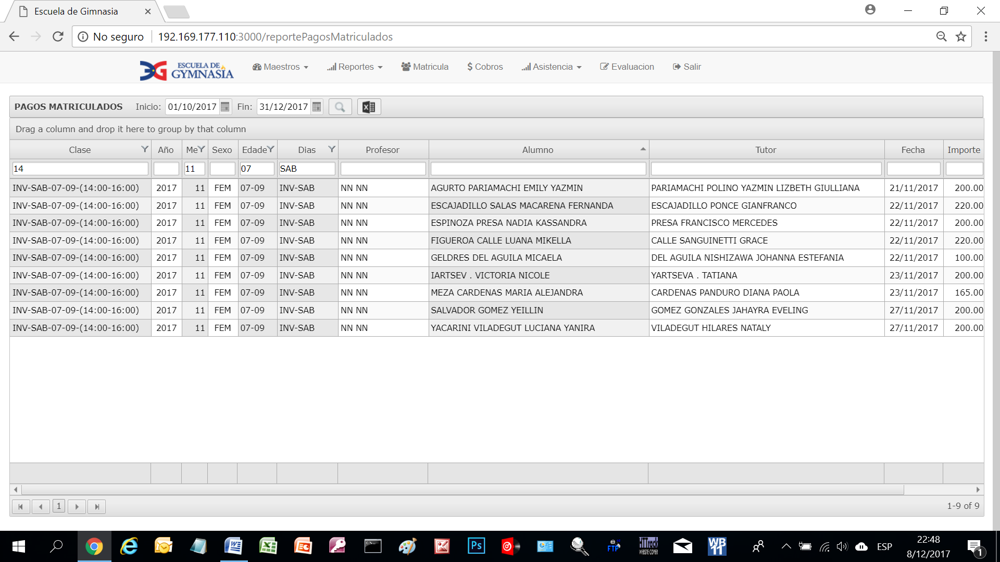 Escuela de Gimnasia
No seguro 192.169.177.110:3000/reportePagosMatriculados
ESCUELA DE GYMNASIA
Maestros Reportes Matricula $ Cobros Asistencia Evaluacion Salir
PAGOS MATRICULADOS Inicio: 01/10/2017 Fin: 31/12/2017
Drag a column and drop it here to group by that column
Clase Año Me Sexo Edade Dias Profesor Alumno Tutor Fecha Importe
14 11 07 SAB
INV-SAB-07-09-(14:00-16:00) 2017 11 FEM 07-09 INV-SAB NN NN AGURTO PARIAMACHI EMILY YAZMIN PARIAMACHI POLINO YAZMIN LIZBETH GIULLIANA 21/11/2017 200.00
INV-SAB-07-09-(14:00-16:00) 2017 11 FEM 07-09 INV-SAB NN NN ESCAJADILLO SALAS MACARENA FERNANDA ESCAJADILLO PONCE GIANFRANCO 22/11/2017 220.00
INV-SAB-07-09-(14:00-16:00) 2017 11 FEM 07-09 INV-SAB NN NN ESPINOZA PRESA NADIA KASSANDRA PRESA FRANCISCO MERCEDES 22/11/2017 200.00
INV-SAB-07-09-(14:00-16:00) 2017 11 FEM 07-09 INV-SAB NN NN FIGUEROA CALLE LUANA MIKELLA CALLE SANGUINETTI GRACE 22/11/2017 220.00
INV-SAB-07-09-(14:00-16:00) 2017 11 FEM 07-09 INV-SAB NN NN GELDRES DEL AGUILA MICAELA DEL AGUILA NISHIZAWA JOHANNA ESTEFANIA 22/11/2017 100.00
INV-SAB-07-09-(14:00-16:00) 2017 11 FEM 07-09 INV-SAB NN NN IARTSEV . VICTORIA NICOLE YARTSEVA . TATIANA 23/11/2017 200.00
INV-SAB-07-09-(14:00-16:00) 2017 11 FEM 07-09 INV-SAB NN NN MEZA CARDENAS MARIA ALEJANDRA CARDENAS PANDURO DIANA PAOLA 23/11/2017 165.00
INV-SAB-07-09-(14:00-16:00) 2017 11 FEM 07-09 INV-SAB NN NN SALVADOR GOMEZ YEILLIN GOMEZ GONZALES JAHAYRA EVELING 27/11/2017 200.00
INV-SAB-07-09-(14:00-16:00) 2017 11 FEM 07-09 INV-SAB NN NN YACARINI VILADEGUT LUCIANA YANIRA VILADEGUT HILARES NATALY 27/11/2017 200.00
1 1-9 of 9
Ps FTP HTTrack WEBSITE COPIER WB 11 ESP 22:48
8/12/2017 1